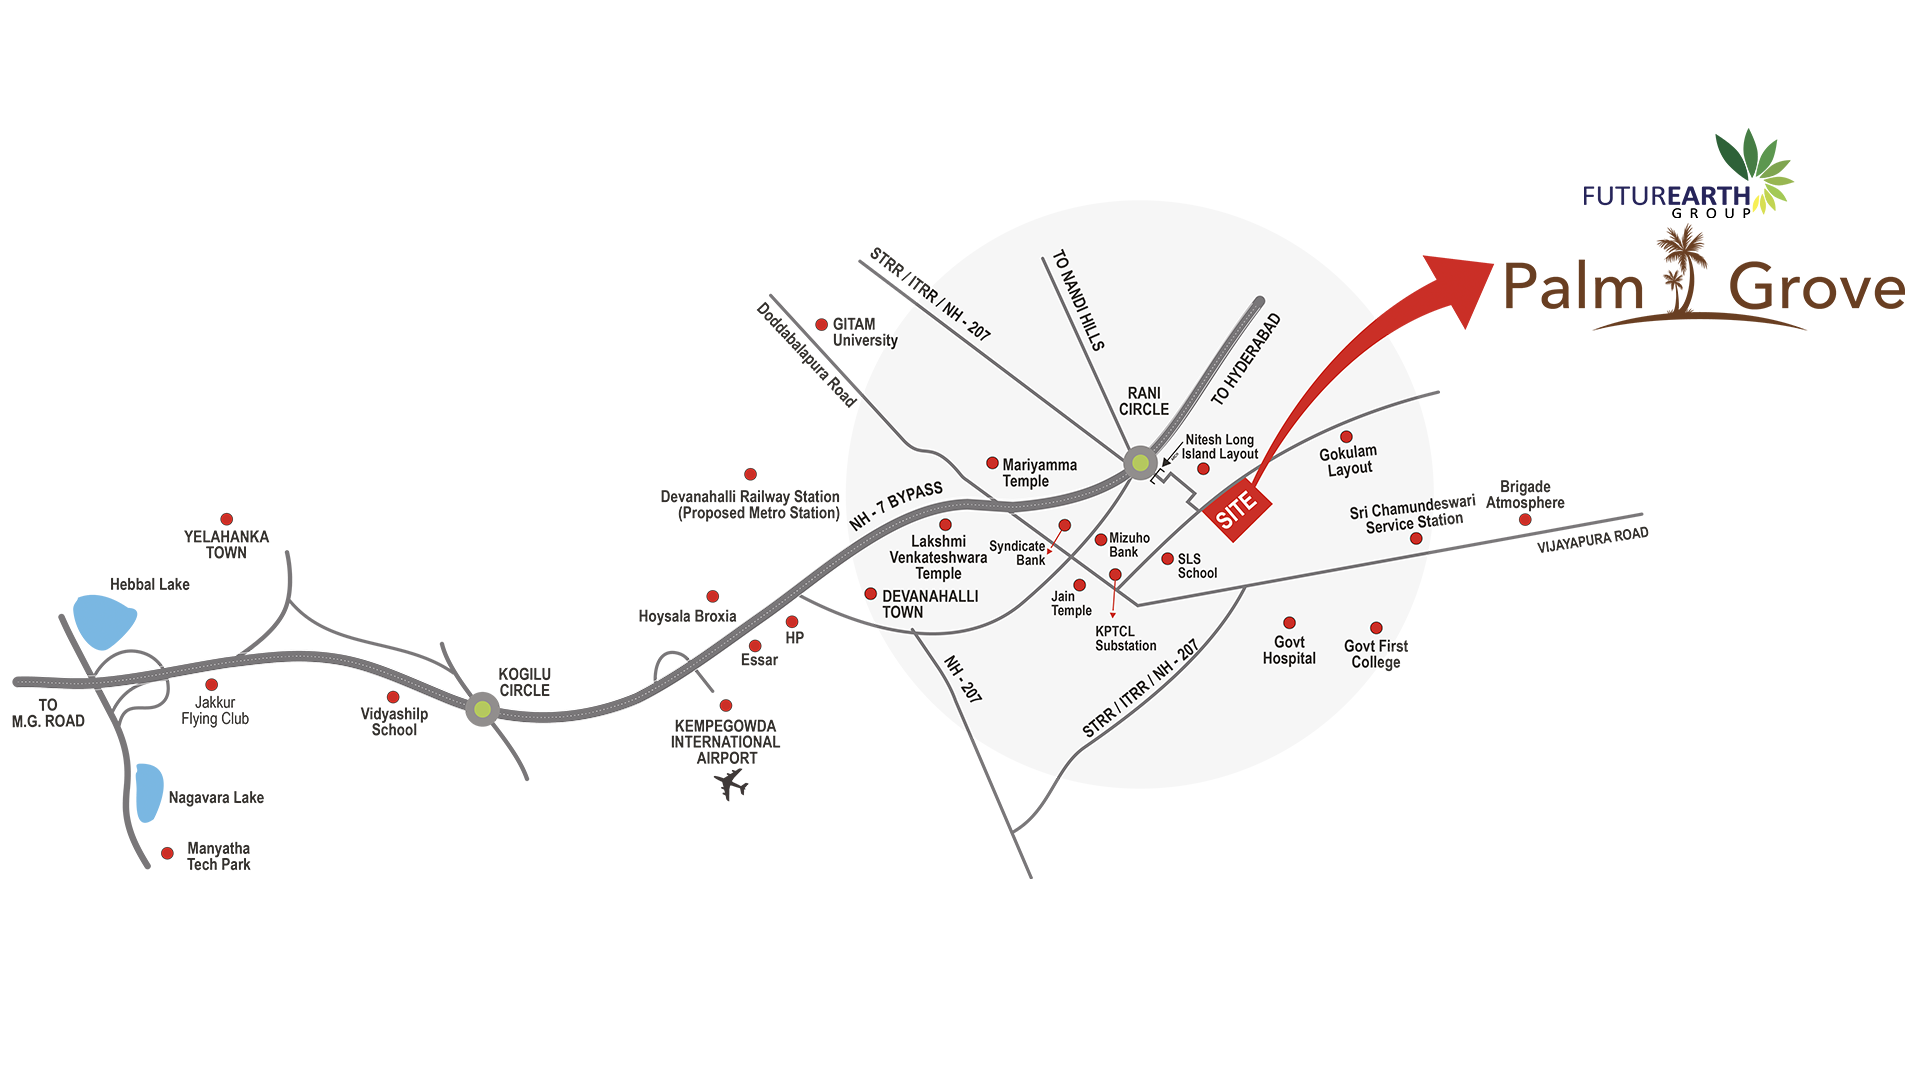 FUTUREARTH
GROUP
Palm Grove
STRR / ITRR / NH - 207
TO NANDI HILLS
Doddabalapura Road
GITAM
University
TO HYDERABAD
RANI
CIRCLE
Nitesh Long
Island Layout
Gokulam
Layout
Mariyamma
Temple
Devanahalli Railway Station
(Proposed Metro Station)
NH - 7 BYPASS
SITE
Brigade
Atmosphere
Sri Chamundeswari
Service Station
VIJAYAPURA ROAD
YELAHANKA
TOWN
Lakshmi
Venkateshwara
Temple
Syndicate
Bank
Mizuho
Bank
SLS
School
Hebbal Lake
Hoysala Broxia
DEVANAHALLI
TOWN
Jain
Temple
KPTCL
Substation
HP
Essar
Govt
Hospital
Govt First
College
NH - 207
STRR / ITRR / NH - 207
KOGILU
CIRCLE
TO
M.G. ROAD
Jakkur
Flying Club
Vidyashilp
School
KEMPEGOWDA
INTERNATIONAL
AIRPORT
Nagavara Lake
Manyatha
Tech Park